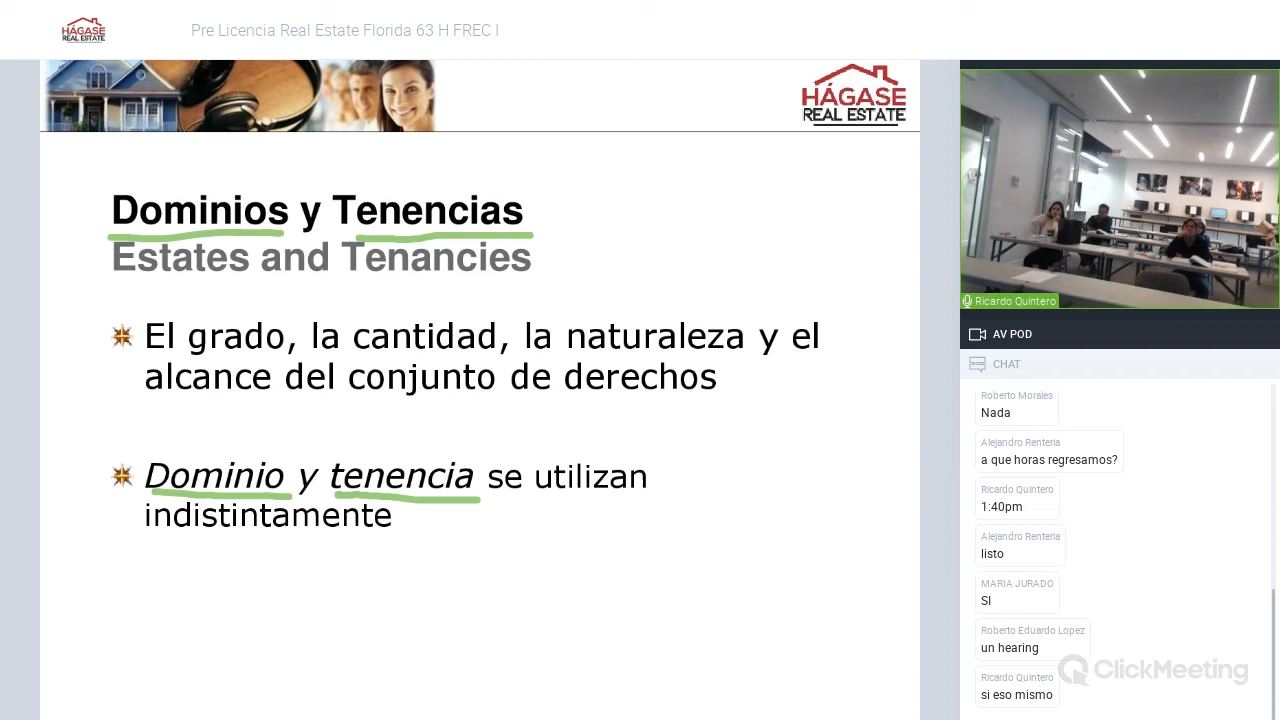 HÁGASE
REAL ESTATE
Pre Licencia Real Estate Florida 63 H FREC I
HÁGASE
REAL ESTATE
Dominios y Tenencias
Estates and Tenancies
El grado, la cantidad, la naturaleza y el
alcance del conjunto de derechos
Dominio y tenencia se utilizan
indistintamente
Ricardo Quintero
AV POD
CHAT
Roberto Morales
Nada
Alejandro Renteria
a que horas regresamos?
Ricardo Quintero
1:40pm
Alejandro Renteria
listo
MARIA JURADO
SI
Roberto Eduardo Lopez
un hearing
Ricardo Quintero
si eso mismo
ClickMeeting